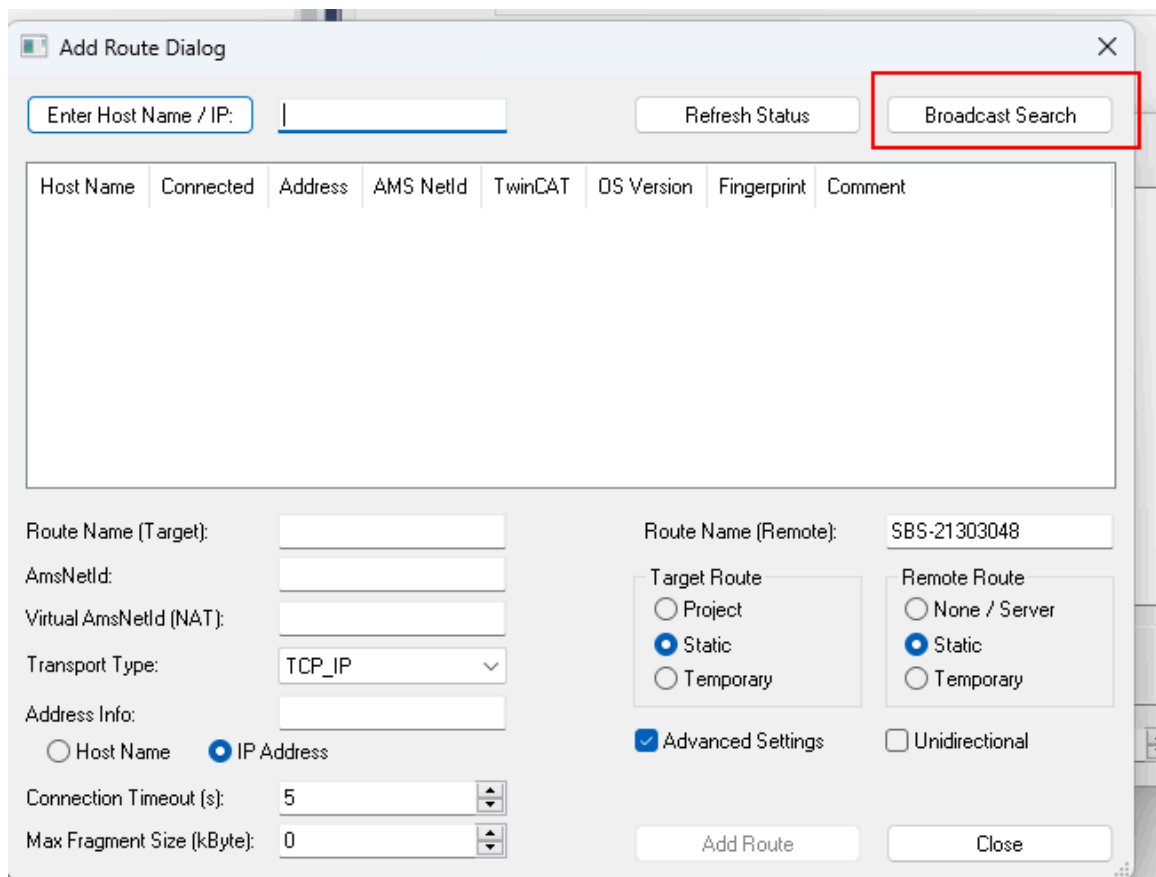 Add Route Dialog
Enter Host Name / IP: Refresh Status Broadcast Search
Host Name Connected Address AMS NetId TwinCAT OS Version Fingerprint Comment
Route Name (Target): Route Name (Remote): SBS-21303048
AmsNetId: Target Route Remote Route
Virtual AmsNetId (NAT): Project None / Server
Static Static
Transport Type: TCP_IP Temporary Temporary
Address Info:
Host Name IP Address Advanced Settings Unidirectional
Connection Timeout (s): 5
Max Fragment Size (kByte): 0 Add Route Close